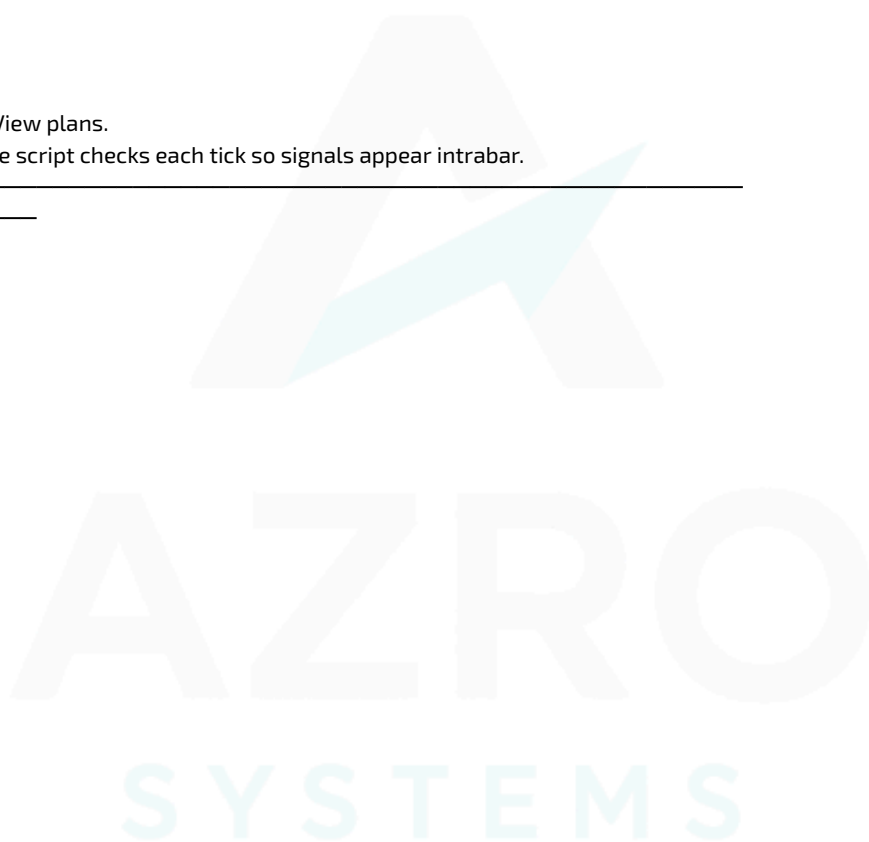 View plans.
e script checks each tick so signals appear intrabar.
AZRO
SYSTEMS